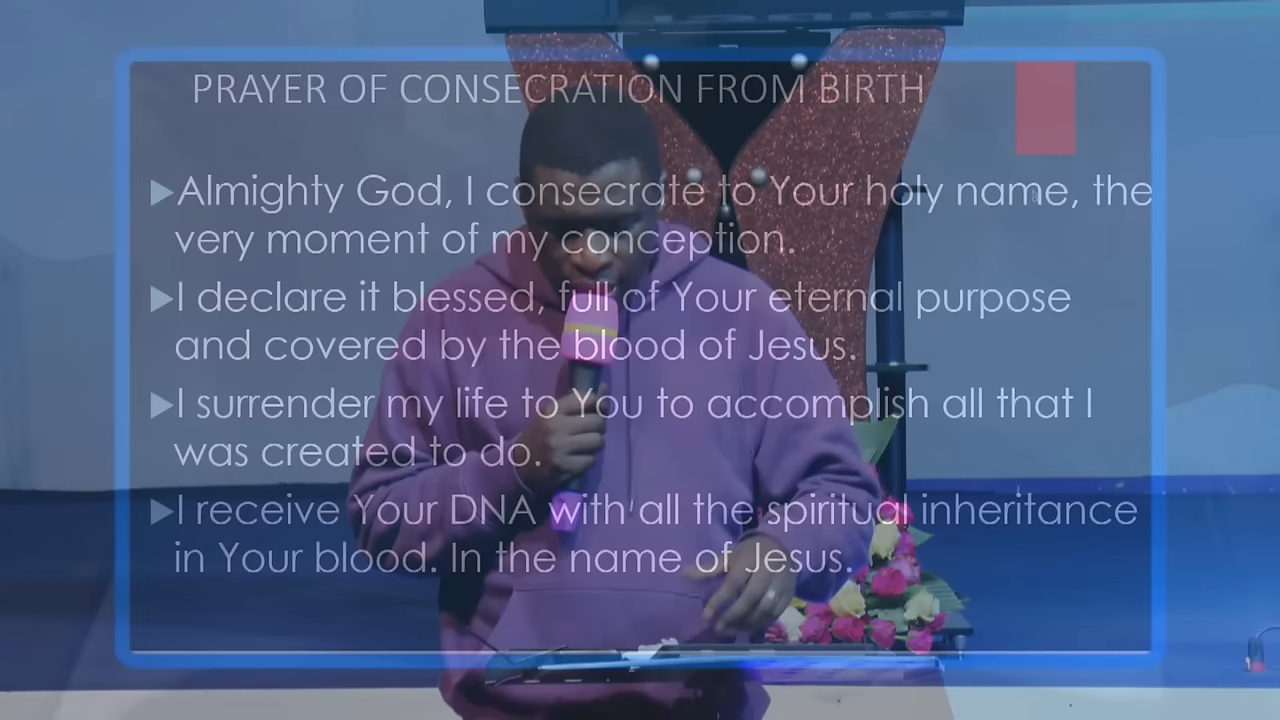 PRAYER OF CONSECRATION FROM BIRTH
Almighty God, I consecrate to Your holy name, the
very moment of my conception.
I declare it blessed, full of Your eternal purpose
and covered by the blood of Jesus.
I surrender my life to You to accomplish all that I
was created to do.
I receive Your DNA with all the spiritual inheritance
in Your blood. In the name of Jesus.